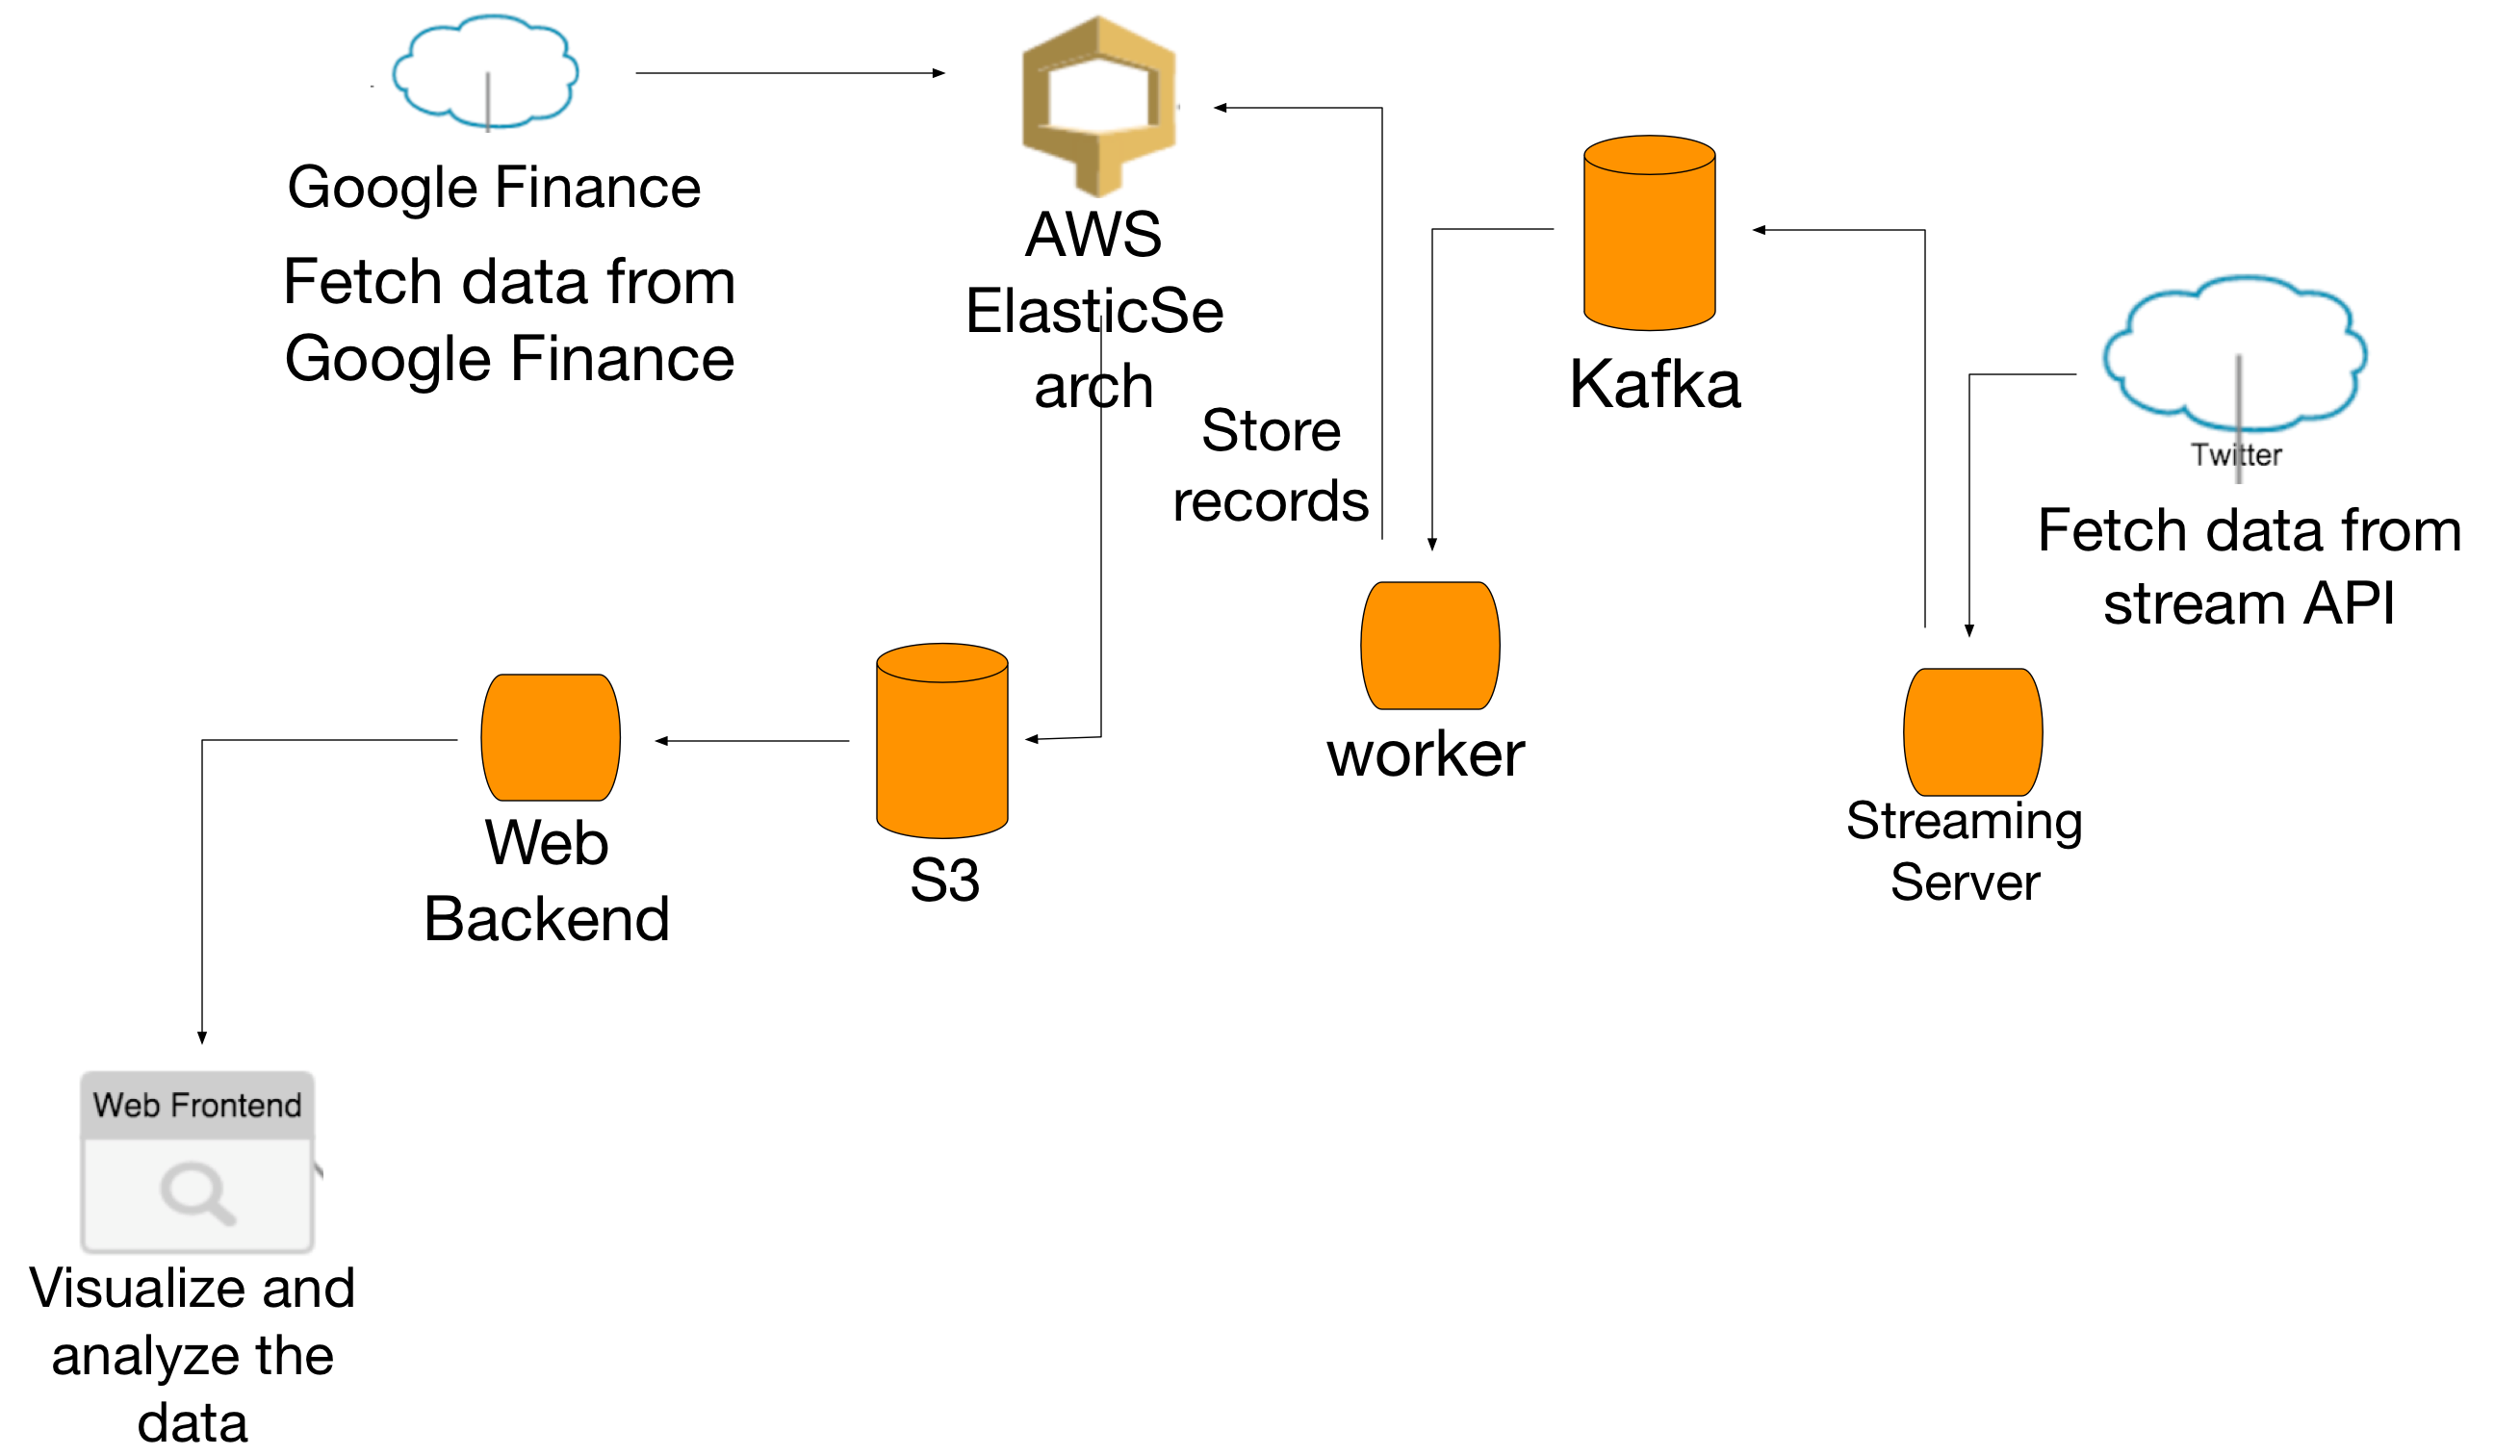 Google Finance
Fetch data from
Google Finance
AWS
ElasticSe
arch
Store
records
Kafka
Twitter
Fetch data from
stream API
worker
Streaming
Server
S3
Web
Backend
Web Frontend
Visualize and
analyze the
data